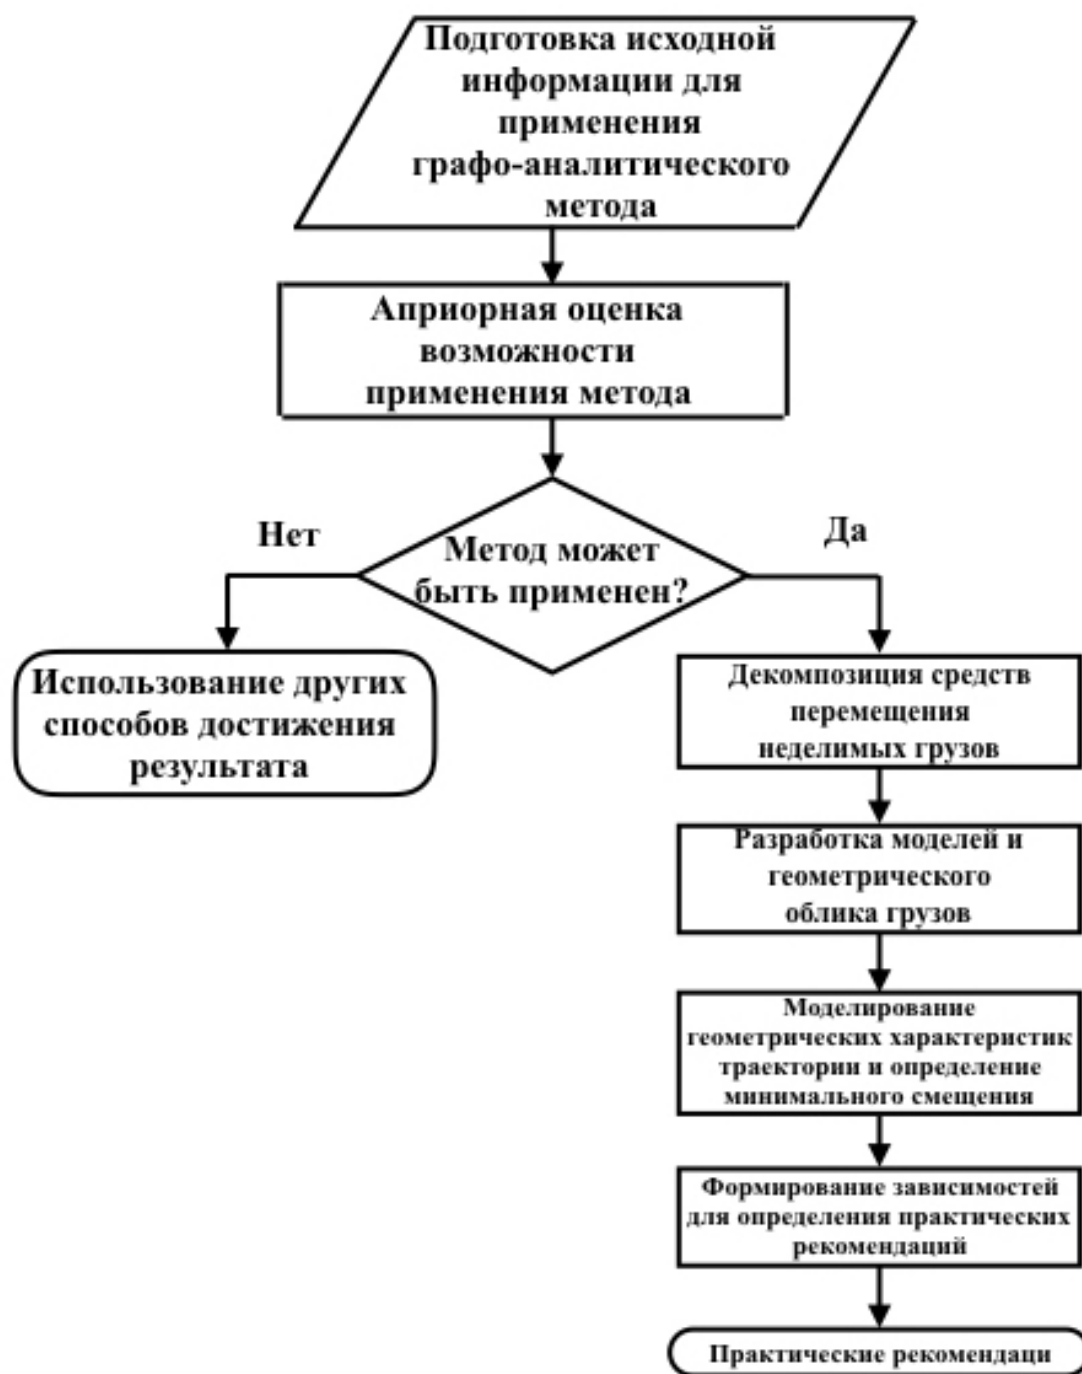 Подготовка исходной
информации для
применения
графо-аналитического
метода
Априорная оценка
возможности
применения метода
Нет
Да
Метод может
быть применен?
Использование других
способов достижения
результата
Декомпозиция средств
перемещения
неделимых грузов
Разработка моделей и
геометрического
облика грузов
Моделирование
геометрических характеристик
траектории и определение
минимального смещения
Формирование зависимостей
для определения практических
рекомендаций
Практические рекомендаци